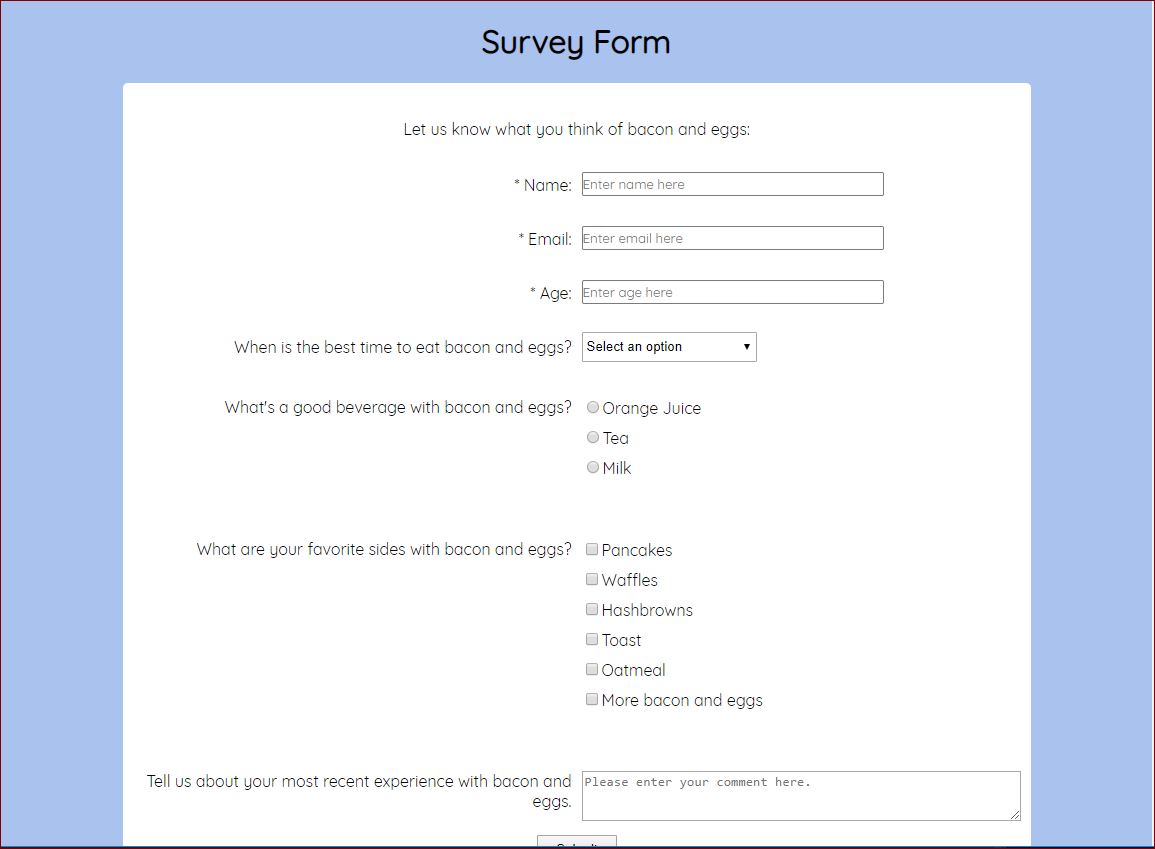 Survey Form
Let us know what you think of bacon and eggs:
* Name: Enter name here
* Email: Enter email here
* Age: Enter age here
When is the best time to eat bacon and eggs? Select an option
What's a good beverage with bacon and eggs? Orange Juice
Tea
Milk
What are your favorite sides with bacon and eggs? Pancakes
Waffles
Hashbrowns
Toast
Oatmeal
More bacon and eggs
Tell us about your most recent experience with bacon and
eggs.
Please enter your comment here.